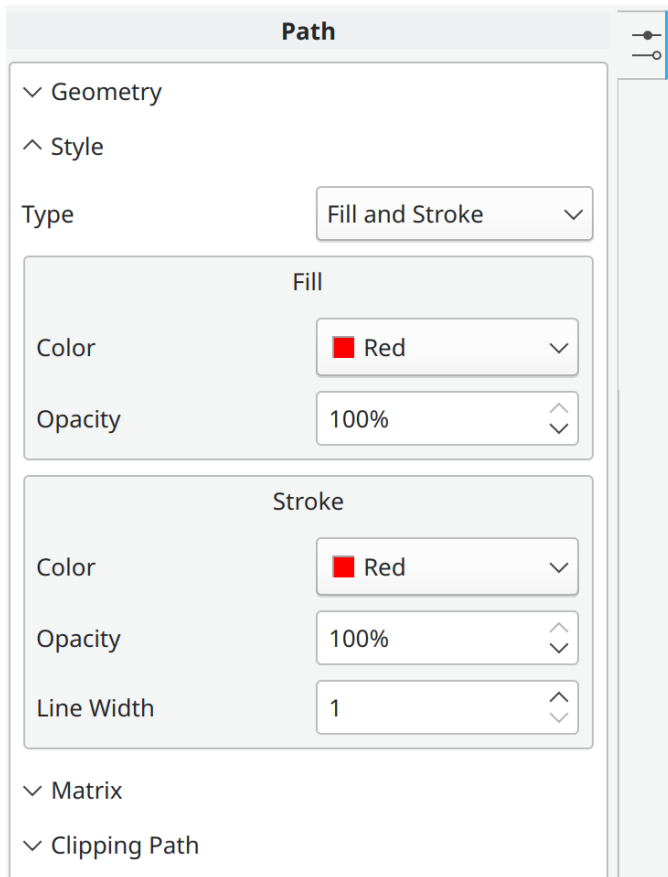 Path
Geometry
Style
Type Fill and Stroke
Fill
Color Red
Opacity 100%
Stroke
Color Red
Opacity 100%
Line Width 1
Matrix
Clipping Path